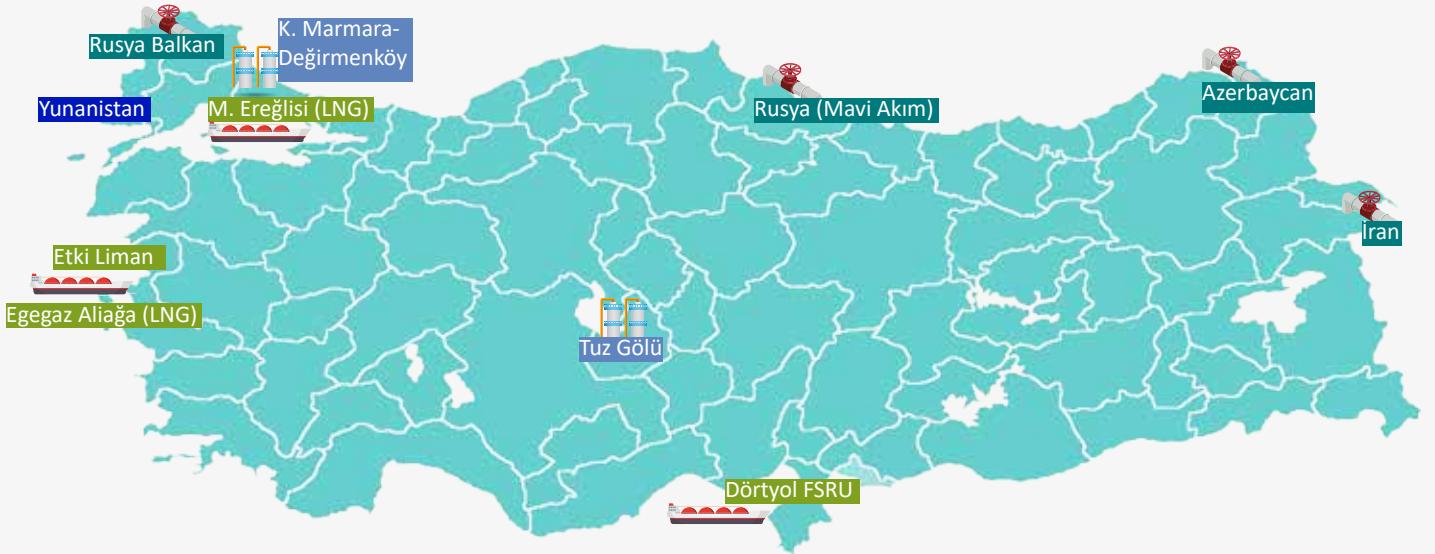 Rusya Balkan
K. Marmara-
Değirmenköy
Yunanistan
M. Ereğlisi (LNG)
Rusya (Mavi Akım)
Azerbaycan
İran
Etki Liman
Egegaz Aliağa (LNG)
Tuz Gölü
Dörtyol FSRU